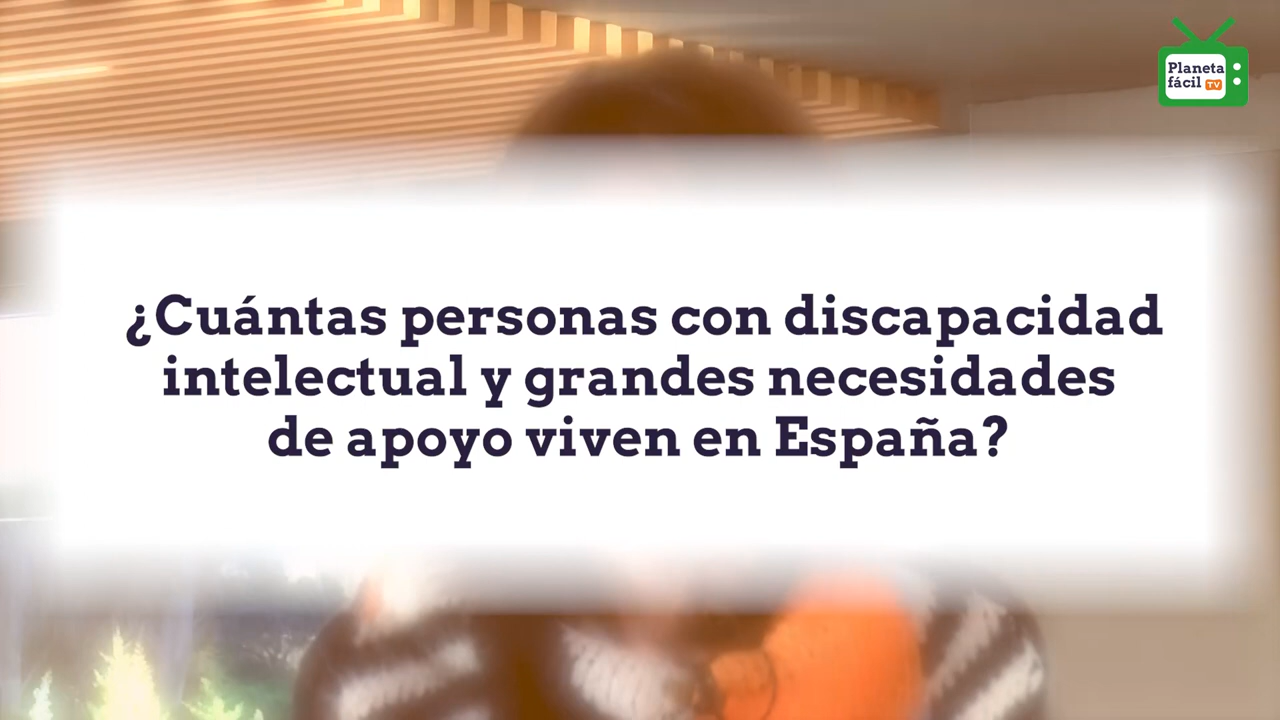 Planeta
fácil TV
¿Cuántas personas con discapacidad
intelectual y grandes necesidades
de apoyo viven en España?